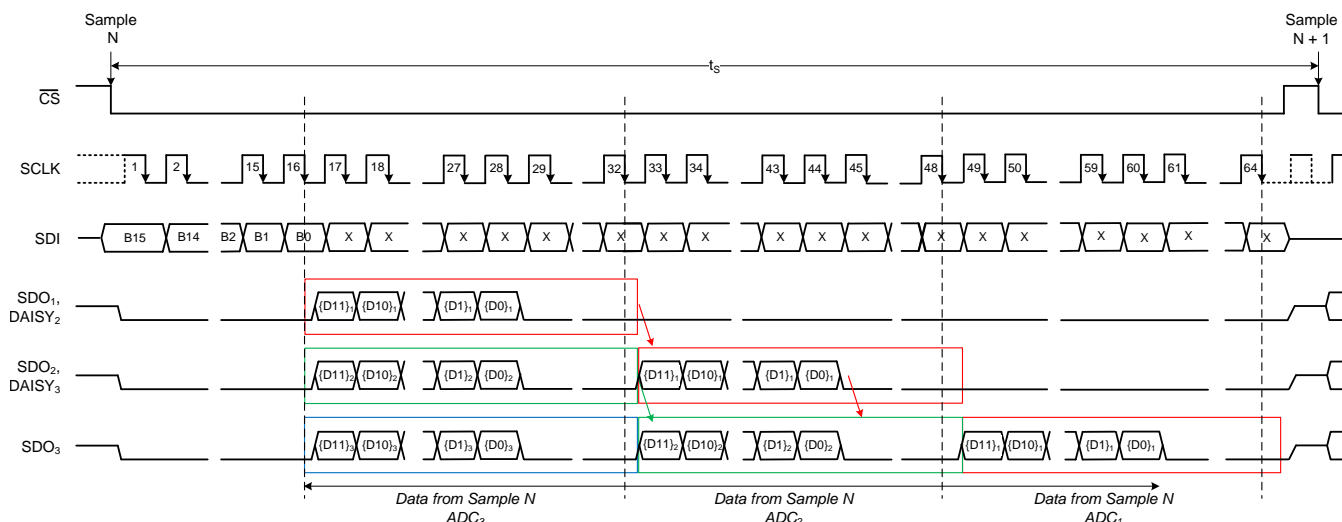 Sample
N
Sample
N + 1
tS
CS
SCLK
1 2 15 16 17 18 27 28 29 32 33 34 43 44 45 48 49 50 59 60 61 64
SDI
B15 B14 B2 B1 B0 X X X X X X X X X X X X X X X X X X
SDO1,
DAISY2
{D11}1 {D10}1 {D1}1 {D0}1
SDO2,
DAISY3
{D11}2 {D10}2 {D1}2 {D0}2 {D11}1 {D10}1 {D1}1 {D0}1
SDO3
{D11}3 {D10}3 {D1}3 {D0}3 {D11}2 {D10}2 {D1}2 {D0}2 {D11}1 {D10}1 {D1}1 {D0}1
Data from Sample N Data from Sample N Data from Sample N
ADC3 ADC2 ADC1